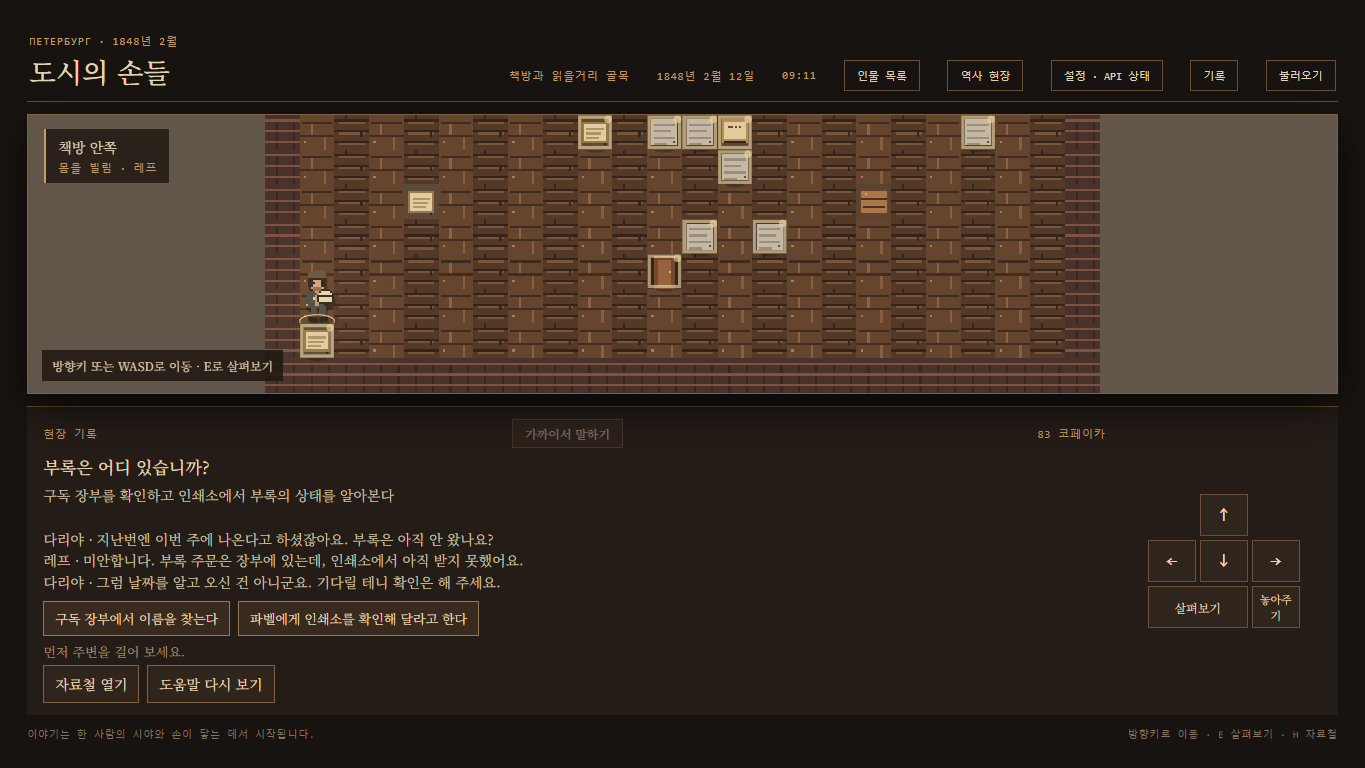 ПЕТЕРБУРГ · 1848년 2월
도시의 손들
책방과 읽을거리 골목
1848년 2월 12일
09:11
인물 목록
역사 현장
설정 · API 상태
기록
불러오기
책방 안쪽
몸을 빌림 · 레프
방향키 또는 WASD로 이동 · E로 살펴보기
현장 기록
가까이서 말하기
83 코페이카
부록은 어디 있습니까?
구독 장부를 확인하고 인쇄소에서 부록의 상태를 알아본다
다리야 · 지난번엔 이번 주에 나온다고 하셨잖아요. 부록은 아직 안 왔나요?
레프 · 미안합니다. 부록 주문은 장부에 있는데, 인쇄소에서 아직 받지 못했어요.
다리야 · 그럼 날짜를 알고 오신 건 아니군요. 기다릴 테니 확인은 해 주세요.
구독 장부에서 이름을 찾는다
파벨에게 인쇄소를 확인해 달라고 한다
먼저 주변을 걸어 보세요.
자료철 열기
도움말 다시 보기
↑
← ↓ →
살펴보기
놓아주
기
이야기는 한 사람의 시야와 손이 닿는 데서 시작됩니다.
방향키로 이동 · E 살펴보기 · H 자료철